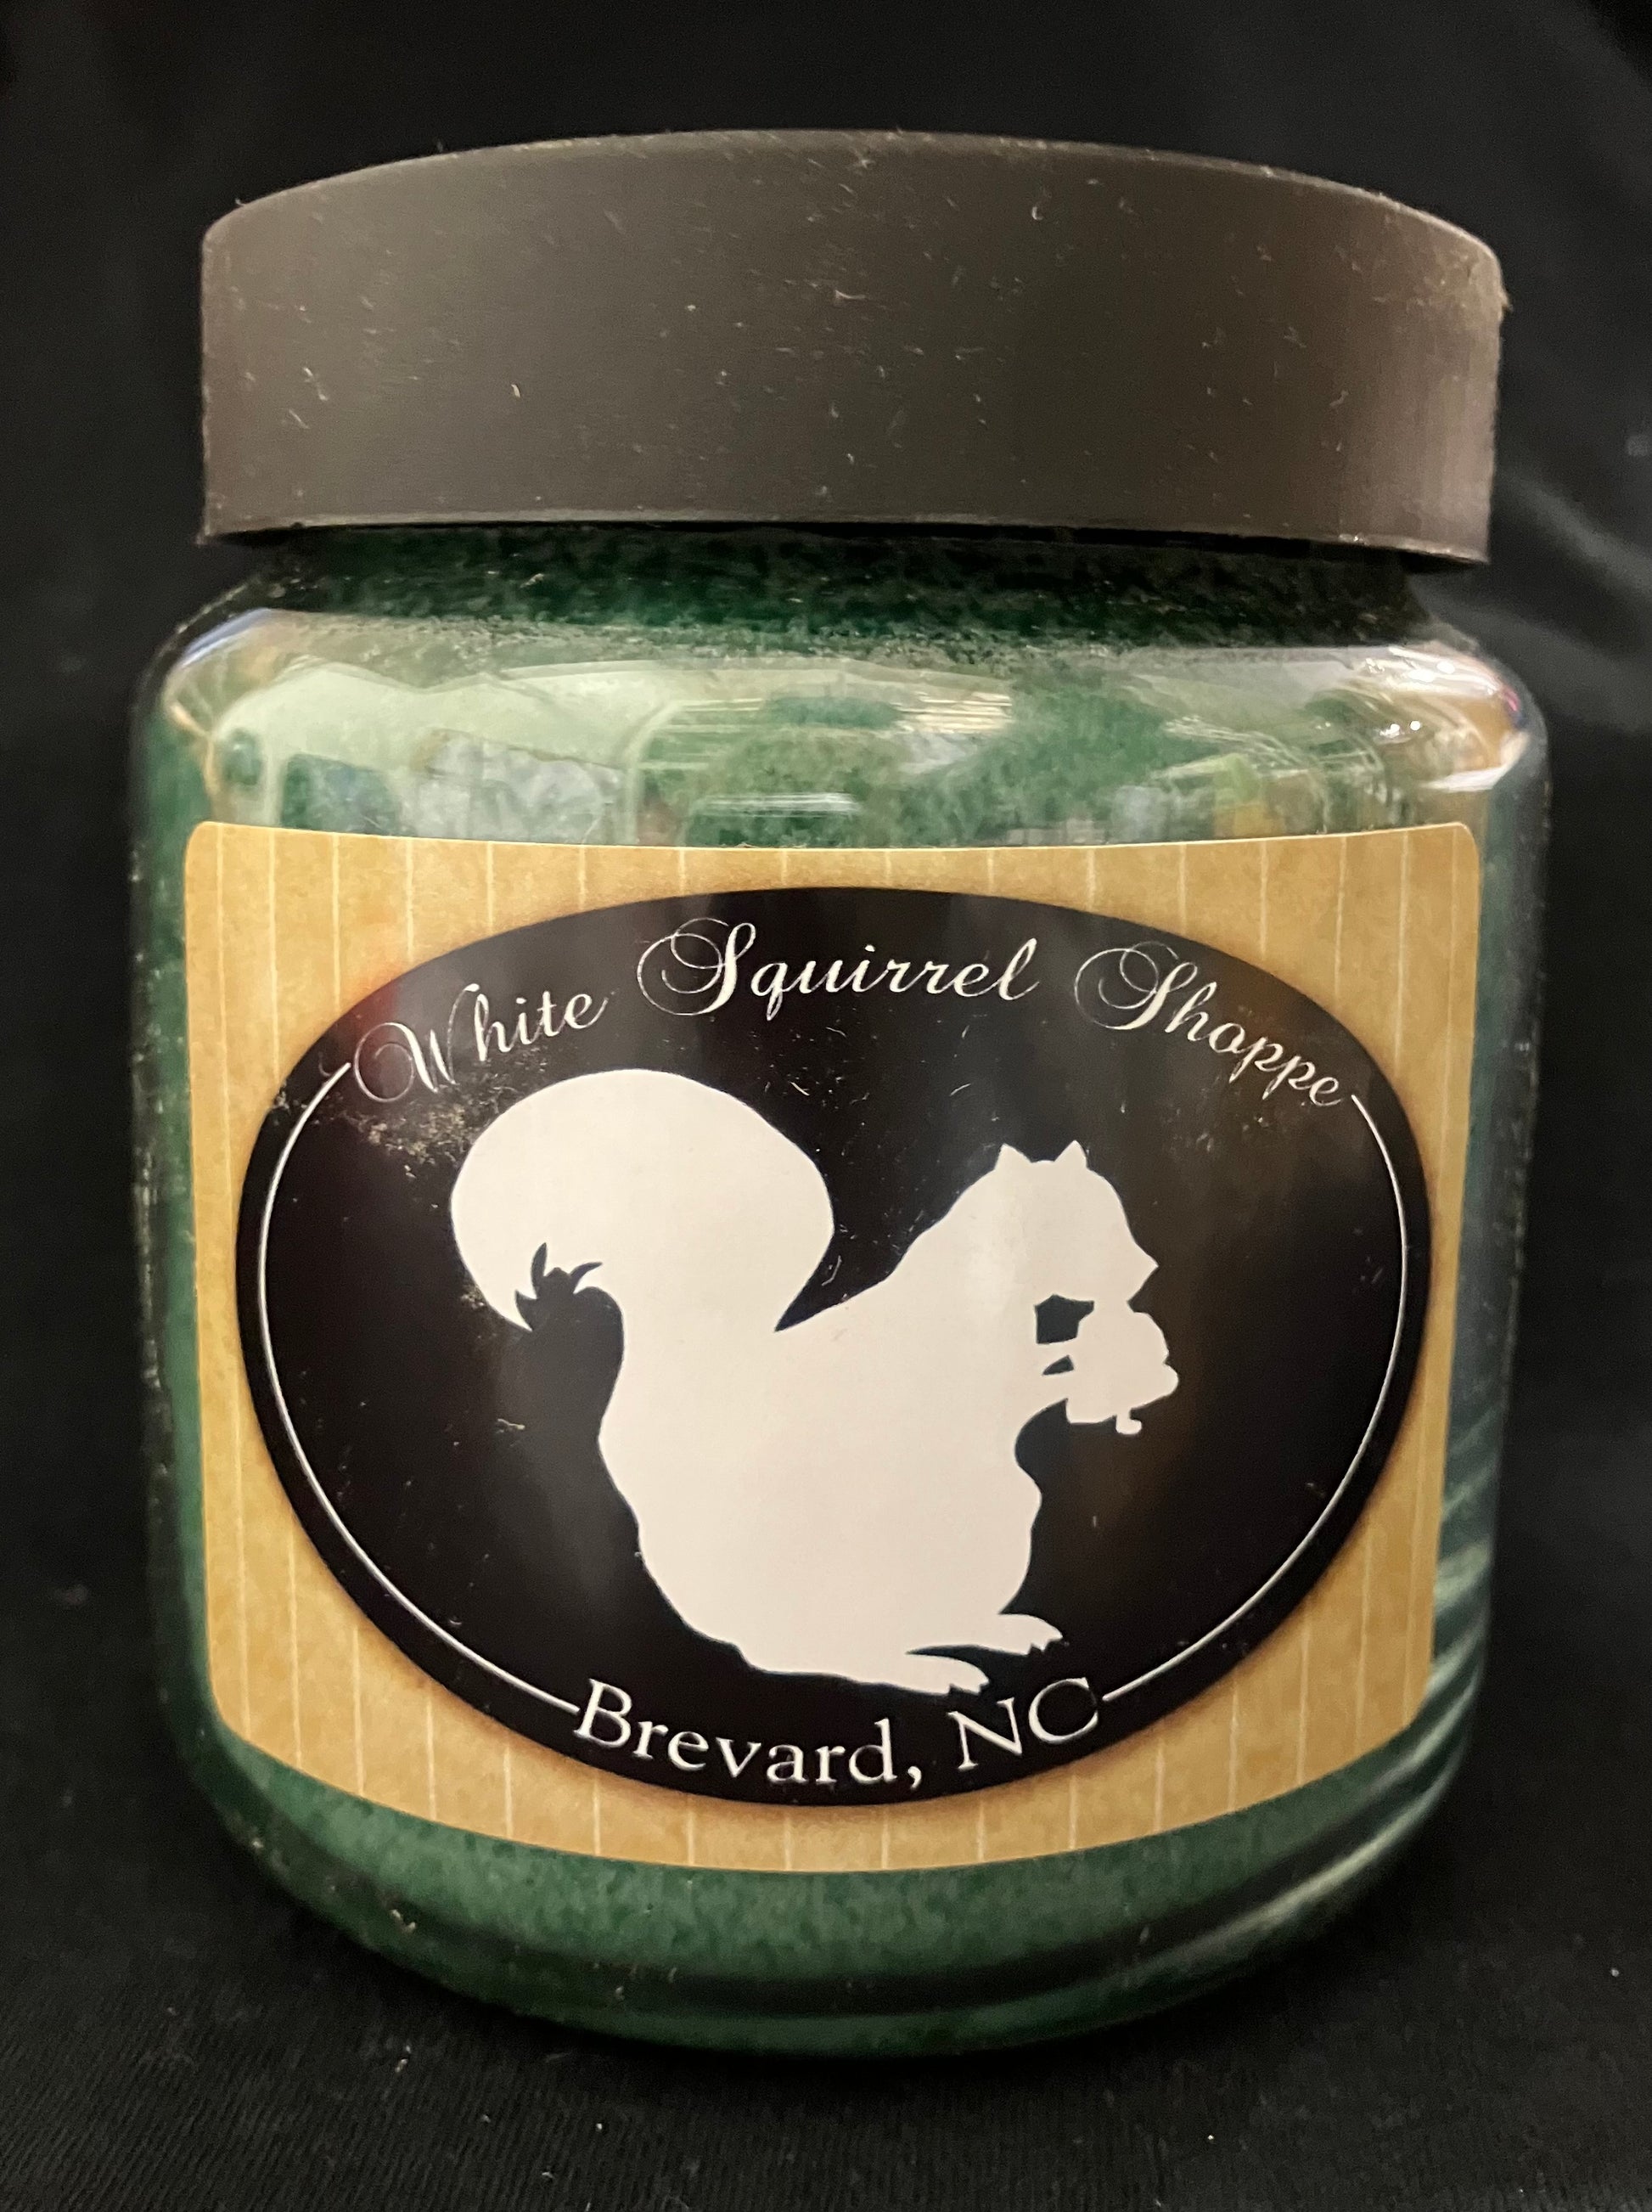 White Squirrel Shoppe
Brevard, NC